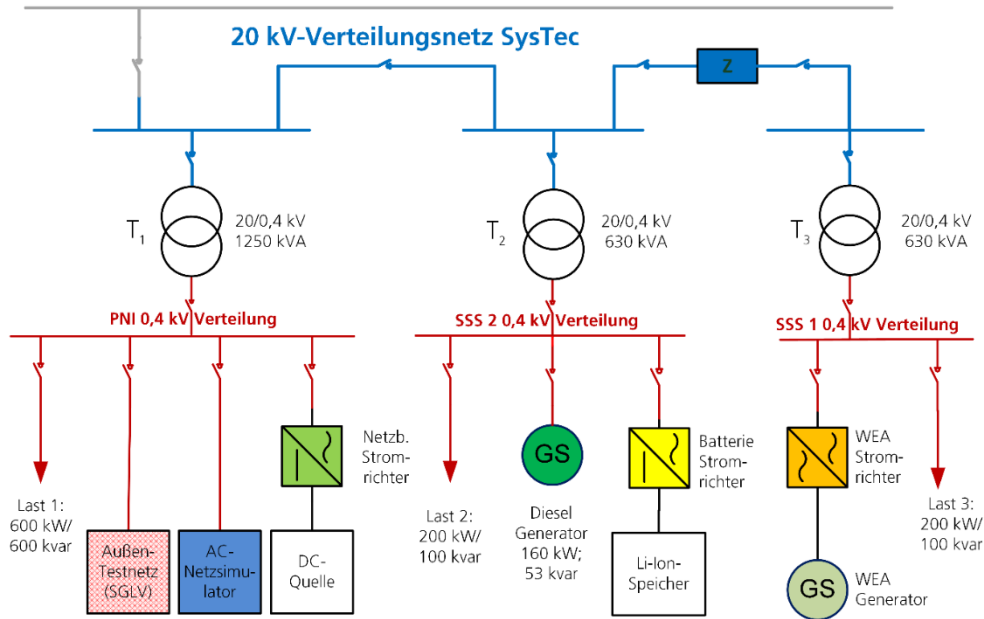 20 kV-Verteilungsnetz SysTec
Z
T1
20/0,4 kV
1250 kVA
T2
20/0,4 kV
630 kVA
T3
20/0,4 kV
630 kVA
PNI 0,4 kV Verteilung
SSS 2 0,4 kV Verteilung
SSS 1 0,4 kV Verteilung
Last 1:
600 kW/
600 kvar
Außen-
Testnetz
(SGLV)
AC-
Netzsimu-
lator
Netzb.
Strom-
richter
DC-
Quelle
Last 2:
200 kW/
100 kvar
GS
Diesel
Generator
160 kW;
53 kvar
Batterie
Strom-
richter
Li-Ion-
Speicher
WEA
Strom-
richter
GS
WEA
Generator
Last 3:
200 kW/
100 kvar